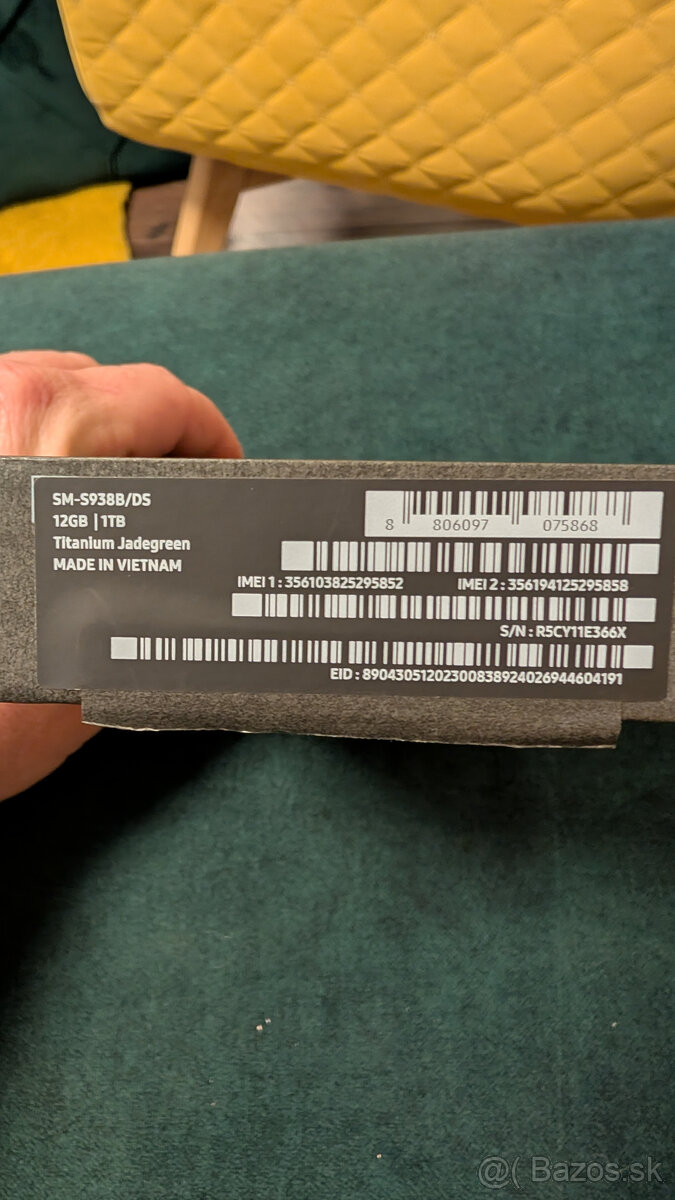 SM-S938B/DS
12GB | 1TB
Titanium Jadegreen
MADE IN VIETNAM
8 806097 075868
IMEI 1 : 356103825295852 IMEI 2 : 356194125295858
S/N : R5CY11E366X
EID : 89043051202300838924026944604191
@( Bazos.sk